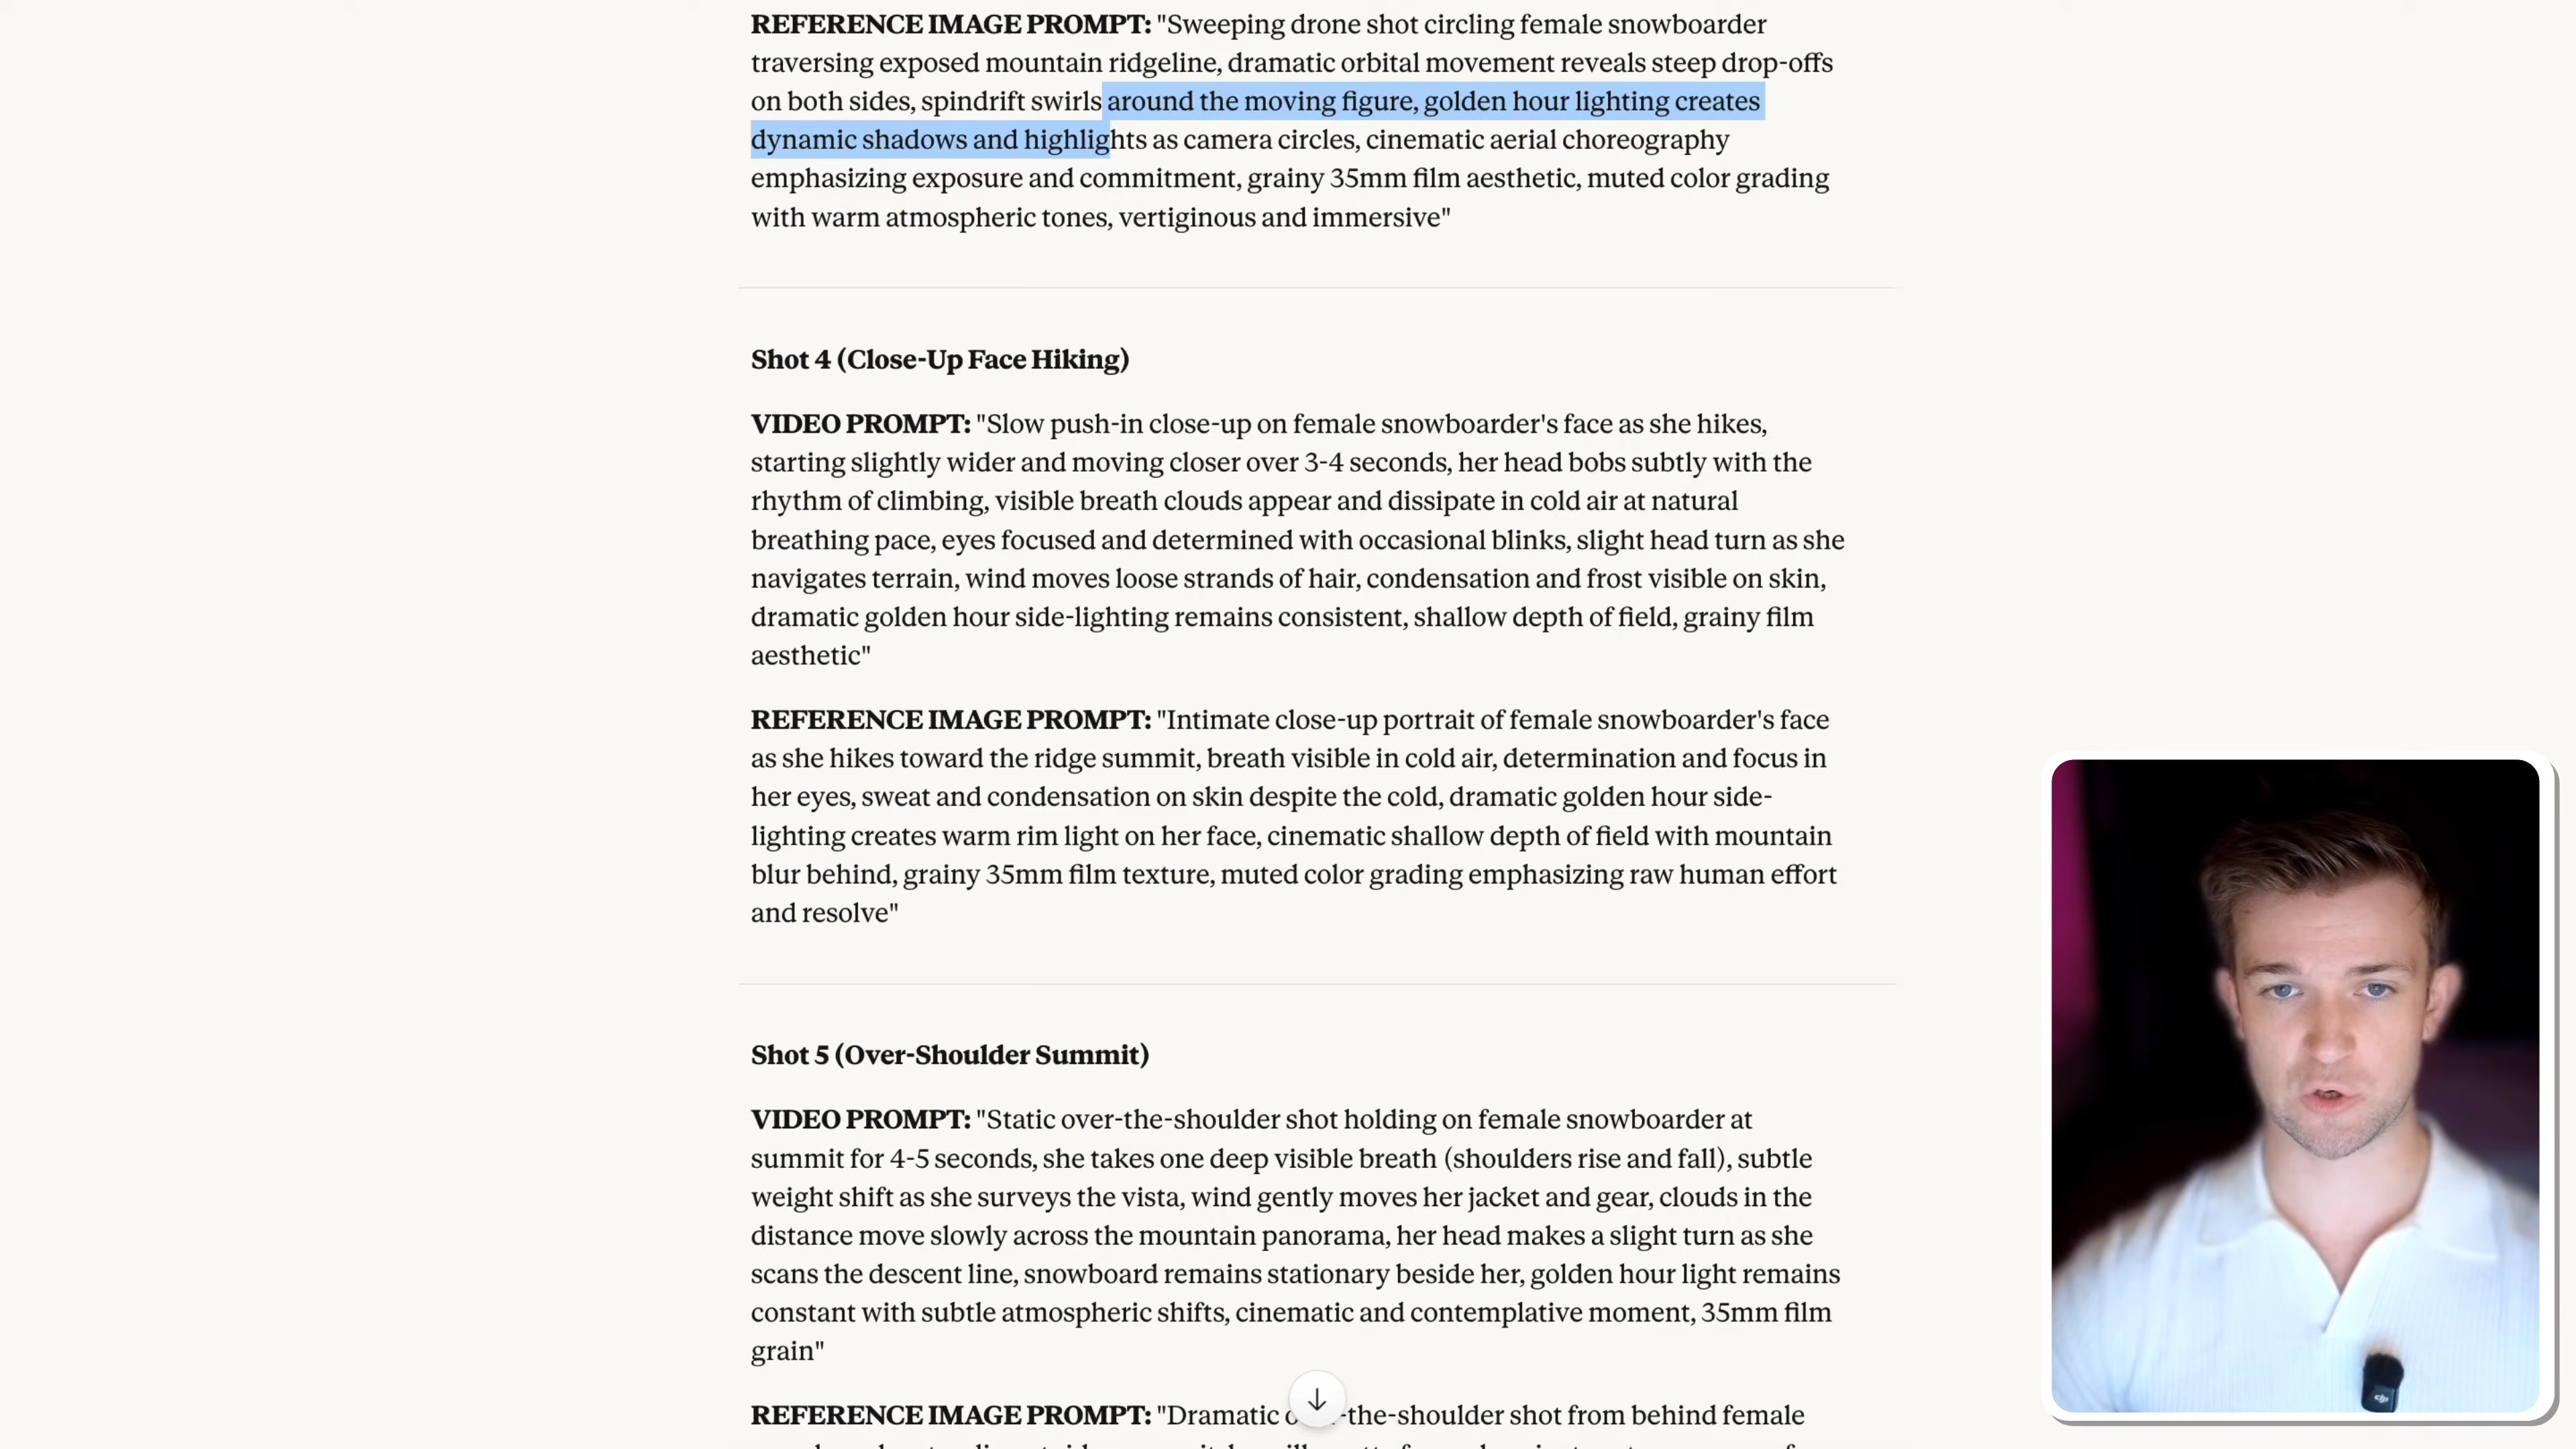 REFERENCE IMAGE PROMPT: "Sweeping drone shot circling female snowboarder
traversing exposed mountain ridgeline, dramatic orbital movement reveals steep drop-offs
on both sides, spindrift swirls around the moving figure, golden hour lighting creates
dynamic shadows and highlights as camera circles, cinematic aerial choreography
emphasizing exposure and commitment, grainy 35mm film aesthetic, muted color grading
with warm atmospheric tones, vertiginous and immersive"
Shot 4 (Close-Up Face Hiking)
VIDEO PROMPT: "Slow push-in close-up on female snowboarder's face as she hikes,
starting slightly wider and moving closer over 3-4 seconds, her head bobs subtly with the
rhythm of climbing, visible breath clouds appear and dissipate in cold air at natural
breathing pace, eyes focused and determined with occasional blinks, slight head turn as she
navigates terrain, wind moves loose strands of hair, condensation and frost visible on skin,
dramatic golden hour side-lighting remains consistent, shallow depth of field, grainy film
aesthetic"
REFERENCE IMAGE PROMPT: "Intimate close-up portrait of female snowboarder's face
as she hikes toward the ridge summit, breath visible in cold air, determination and focus in
her eyes, sweat and condensation on skin despite the cold, dramatic golden hour side-
lighting creates warm rim light on her face, cinematic shallow depth of field with mountain
blur behind, grainy 35mm film texture, muted color grading emphasizing raw human effort
and resolve"
Shot 5 (Over-Shoulder Summit)
VIDEO PROMPT: "Static over-the-shoulder shot holding on female snowboarder at
summit for 4-5 seconds, she takes one deep visible breath (shoulders rise and fall), subtle
weight shift as she surveys the vista, wind gently moves her jacket and gear, clouds in the
distance move slowly across the mountain panorama, her head makes a slight turn as she
scans the descent line, snowboard remains stationary beside her, golden hour light remains
constant with subtle atmospheric shifts, cinematic and contemplative moment, 35mm film
grain"
REFERENCE IMAGE PROMPT: "Dramatic -the-shoulder shot from behind female
dji